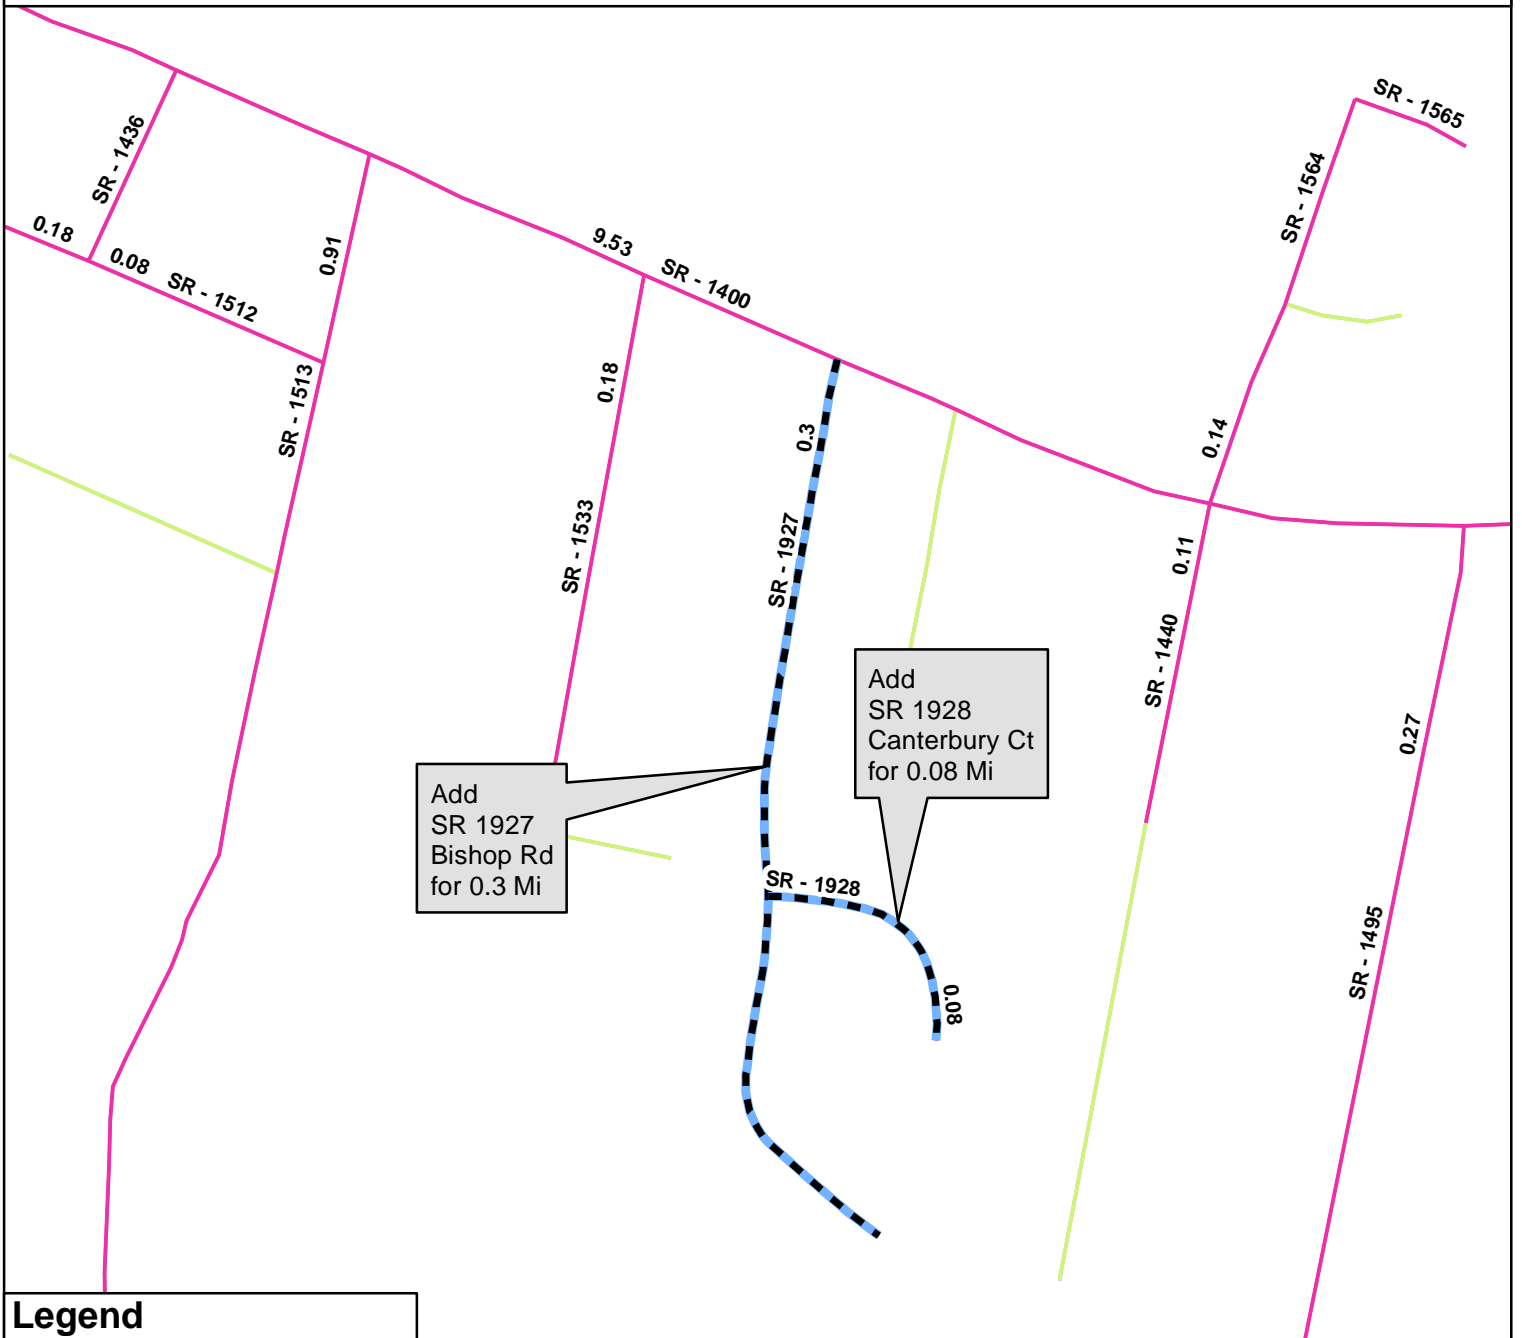 SR - 1565
SR - 1436
SR - 1564
0.18
0.08
SR - 1512
0.91
9.53
SR - 1400
SR - 1513
0.18
0.3
0.14
SR - 1533
SR - 1927
0.11
SR - 1440
Add
SR 1928
Canterbury Ct
for 0.08 Mi
0.27
Add
SR 1927
Bishop Rd
for 0.3 Mi
SR - 1928
SR - 1495
0.08
Legend